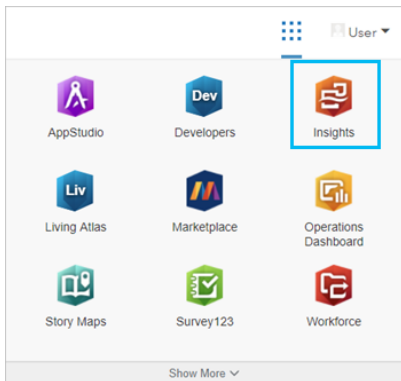 User
AppStudio
Dev
Developers
Insights
Liv
Living Atlas
Marketplace
Operations
Dashboard
Story Maps
Survey123
Workforce
Show More